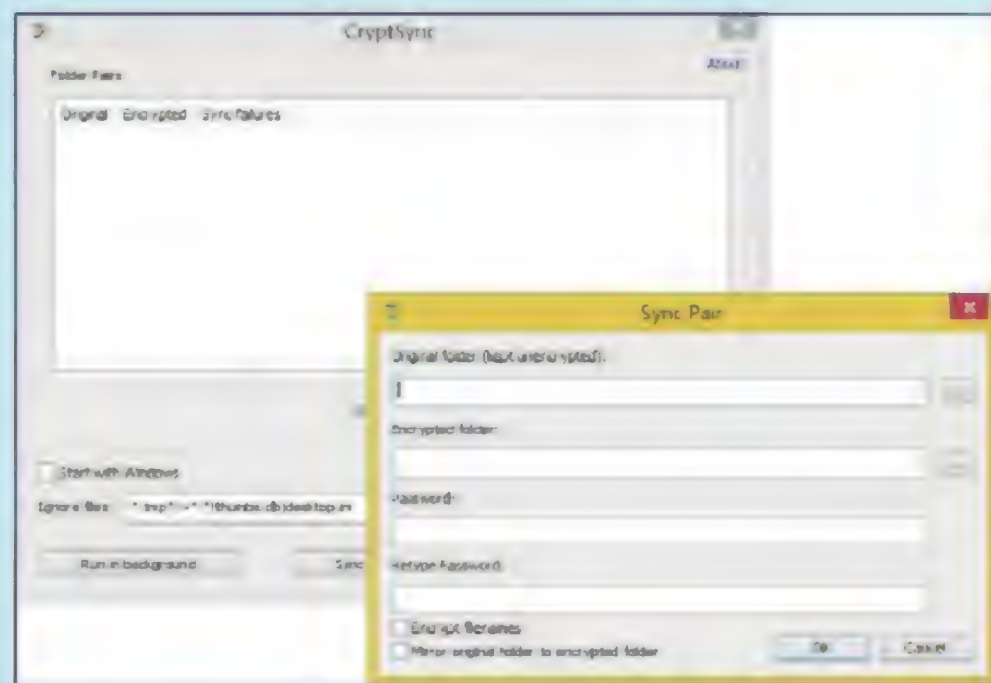 CryptSync
About
Folder Pairs
Original Encrypted Sync failures
Start with Windows
Ignore files
Run in background
Sync
Sync Pair
Original folder (kept unencrypted):
Encrypted folder:
Password:
Retype Password:
Encrypt filenames
Mirror original folder to encrypted folder
OK
Cancel